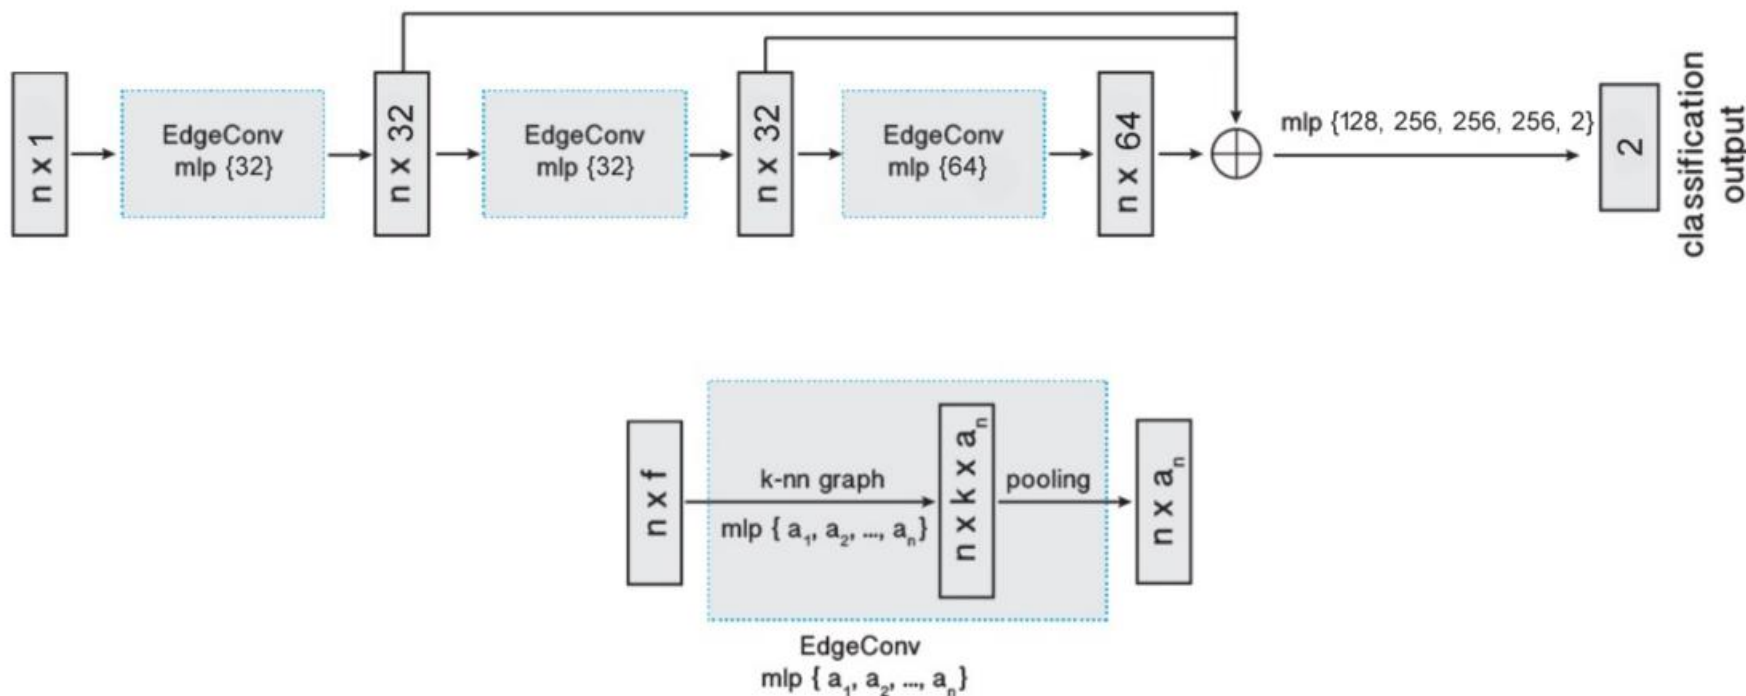 n x 1
EdgeConv
mlp {32}
n x 32
EdgeConv
mlp {32}
n x 32
EdgeConv
mlp {64}
n x 64
mlp {128, 256, 256, 256, 2}
2
classification
output
n x f
k-nn graph
mlp { a₁, a₂, ..., aₙ}
n x k x aₙ
pooling
n x aₙ
EdgeConv
mlp { a₁, a₂, ..., aₙ}